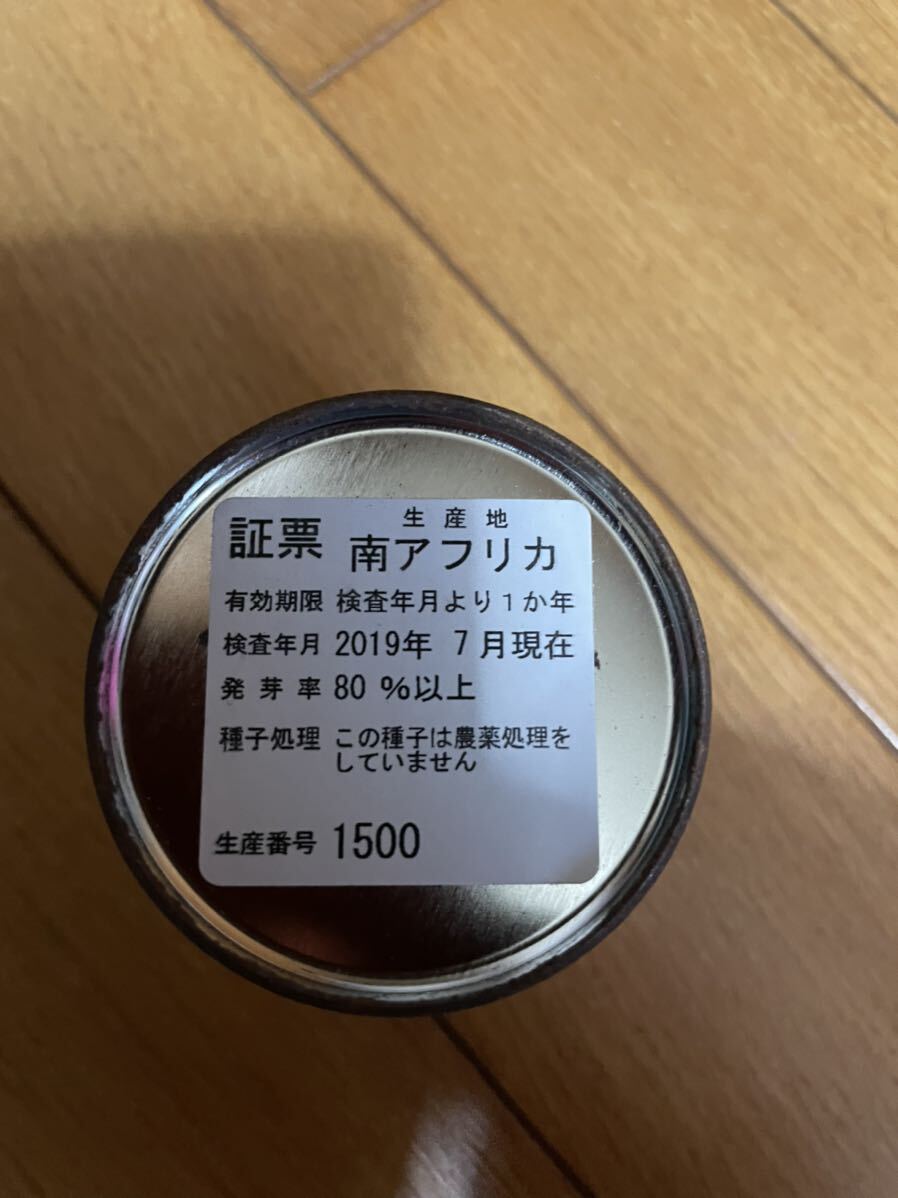 証票
生産地
南アフリカ
有効期限 検査年月より1か年
検査年月 2019年 7月現在
発芽率 80 %以上
種子処理 この種子は農薬処理を
していません
生産番号 1500